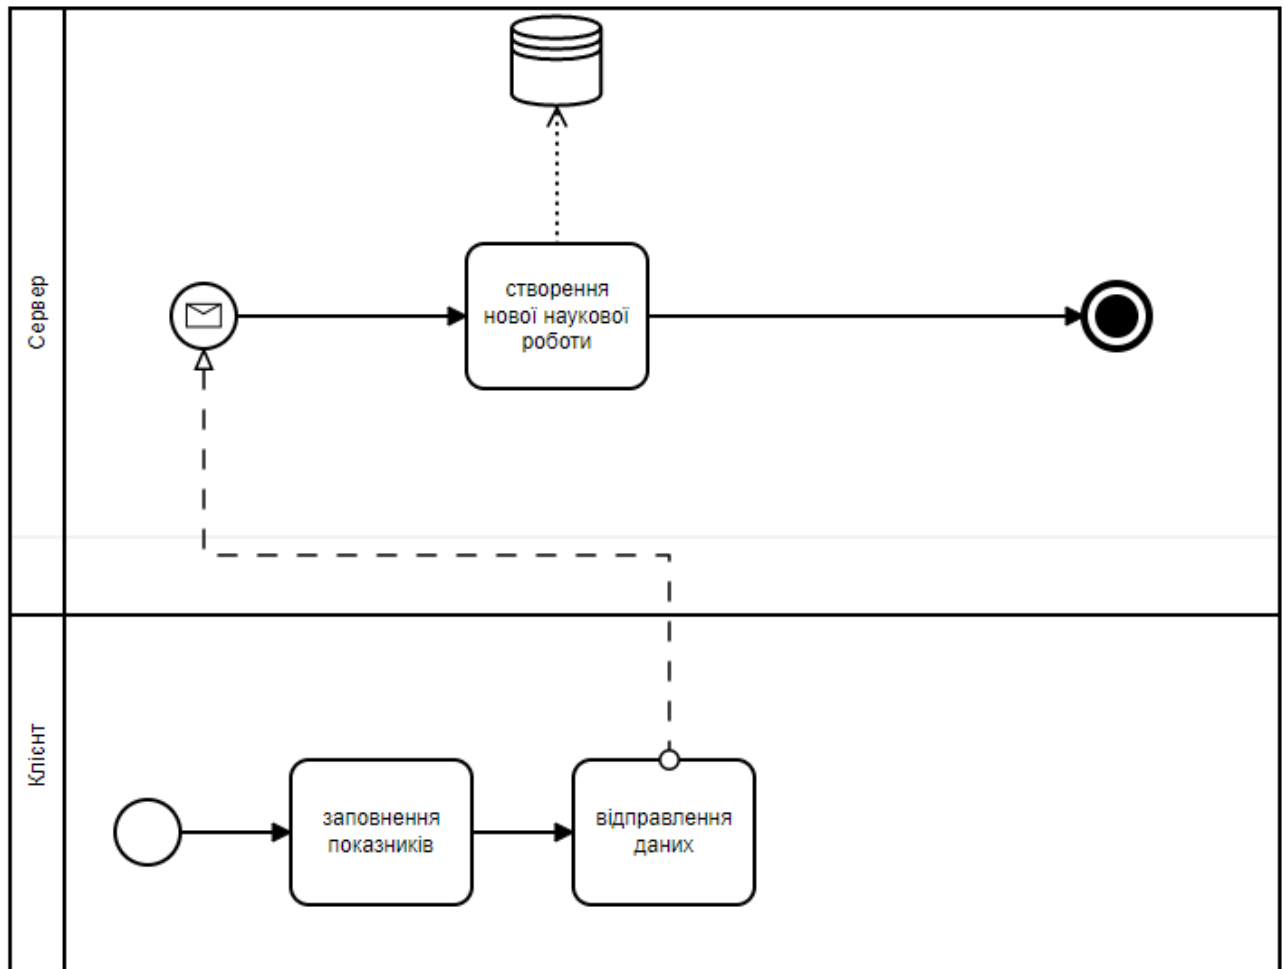 Сервер
створення
нової наукової
роботи
Клієнт
заповнення
показників
відправлення
даних